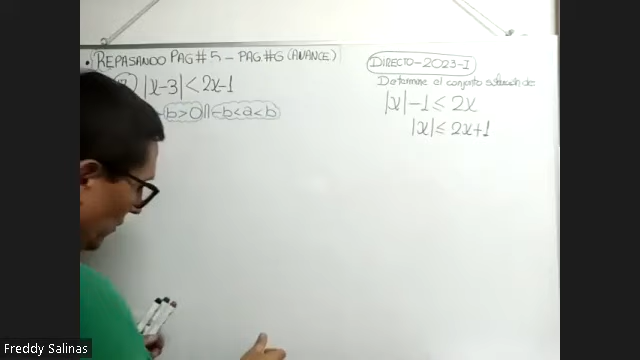 • REPASANDO PAG#5 - PAG.#6 (AVANCE)
|x-3| < 2x-1
b>0 ∩ -b<a<b
DIRECTO-2023-I
Determine el conjunto solución de
|x| - 1 ≤ 2x
|x| ≤ 2x+1
Freddy Salinas